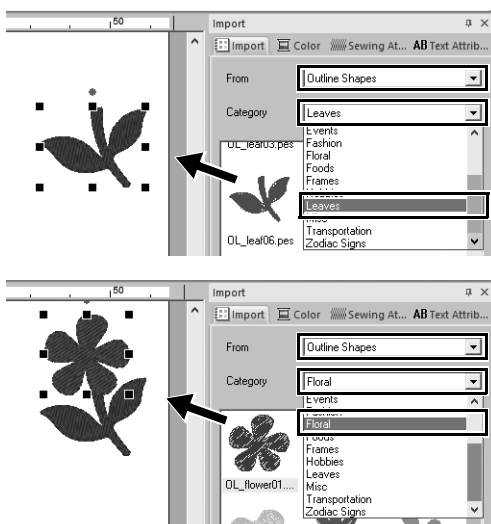 50
Import
Import Color Sewing At... AB Text Attrib...
From Outline Shapes
Category Leaves
Events
Fashion
Floral
Foods
Frames
Hobbies
Leaves
Misc
Transportation
Zodiac Signs
OL_leaf03.pes
OL_leaf06.pes
50
Import
Import Color Sewing At... AB Text Attrib...
From Outline Shapes
Category Floral
Events
Fashion
Floral
Foods
Frames
Hobbies
Leaves
Misc
Transportation
Zodiac Signs
OL_flower01....